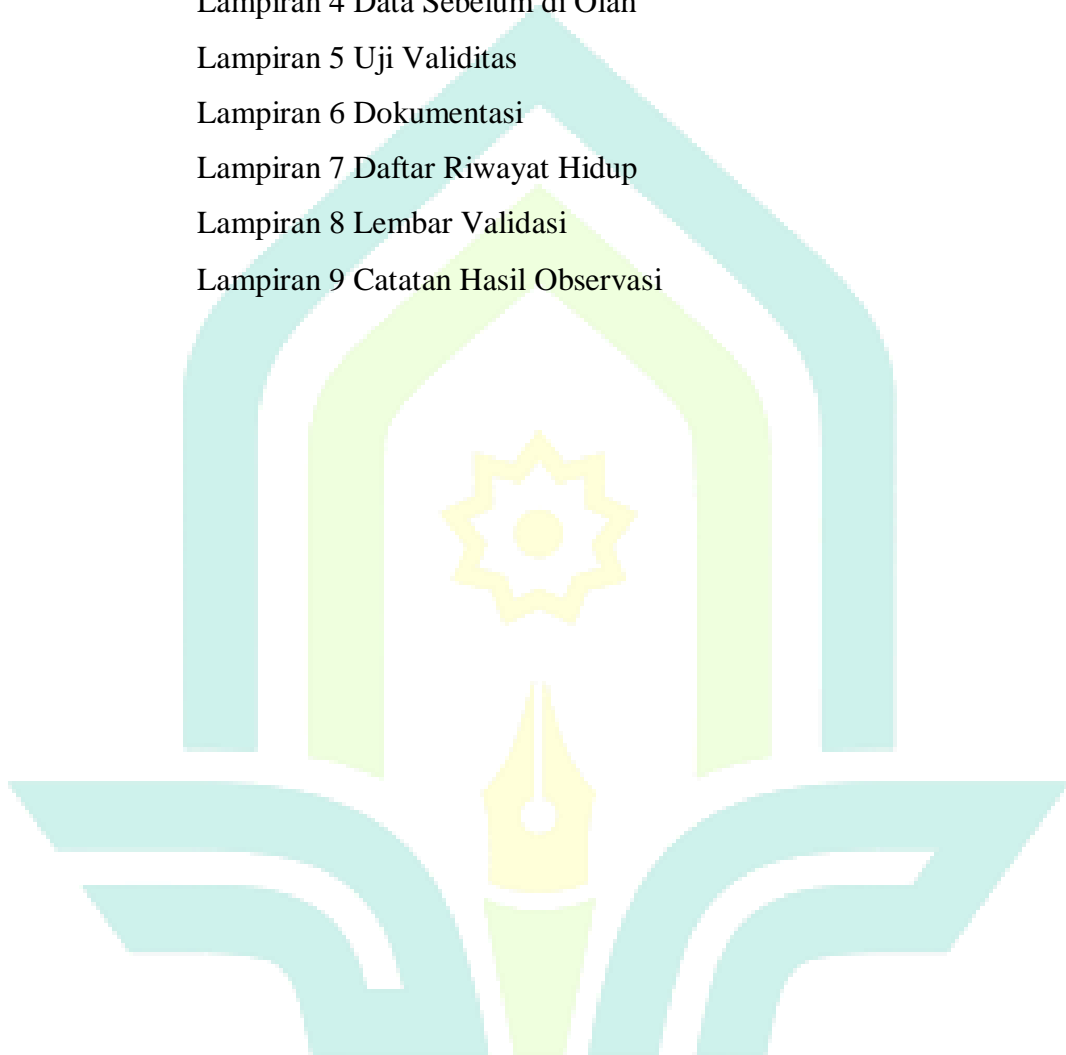 Lampiran 4 Data Sebelum di Olah
Lampiran 5 Uji Validitas
Lampiran 6 Dokumentasi
Lampiran 7 Daftar Riwayat Hidup
Lampiran 8 Lembar Validasi
Lampiran 9 Catatan Hasil Observasi